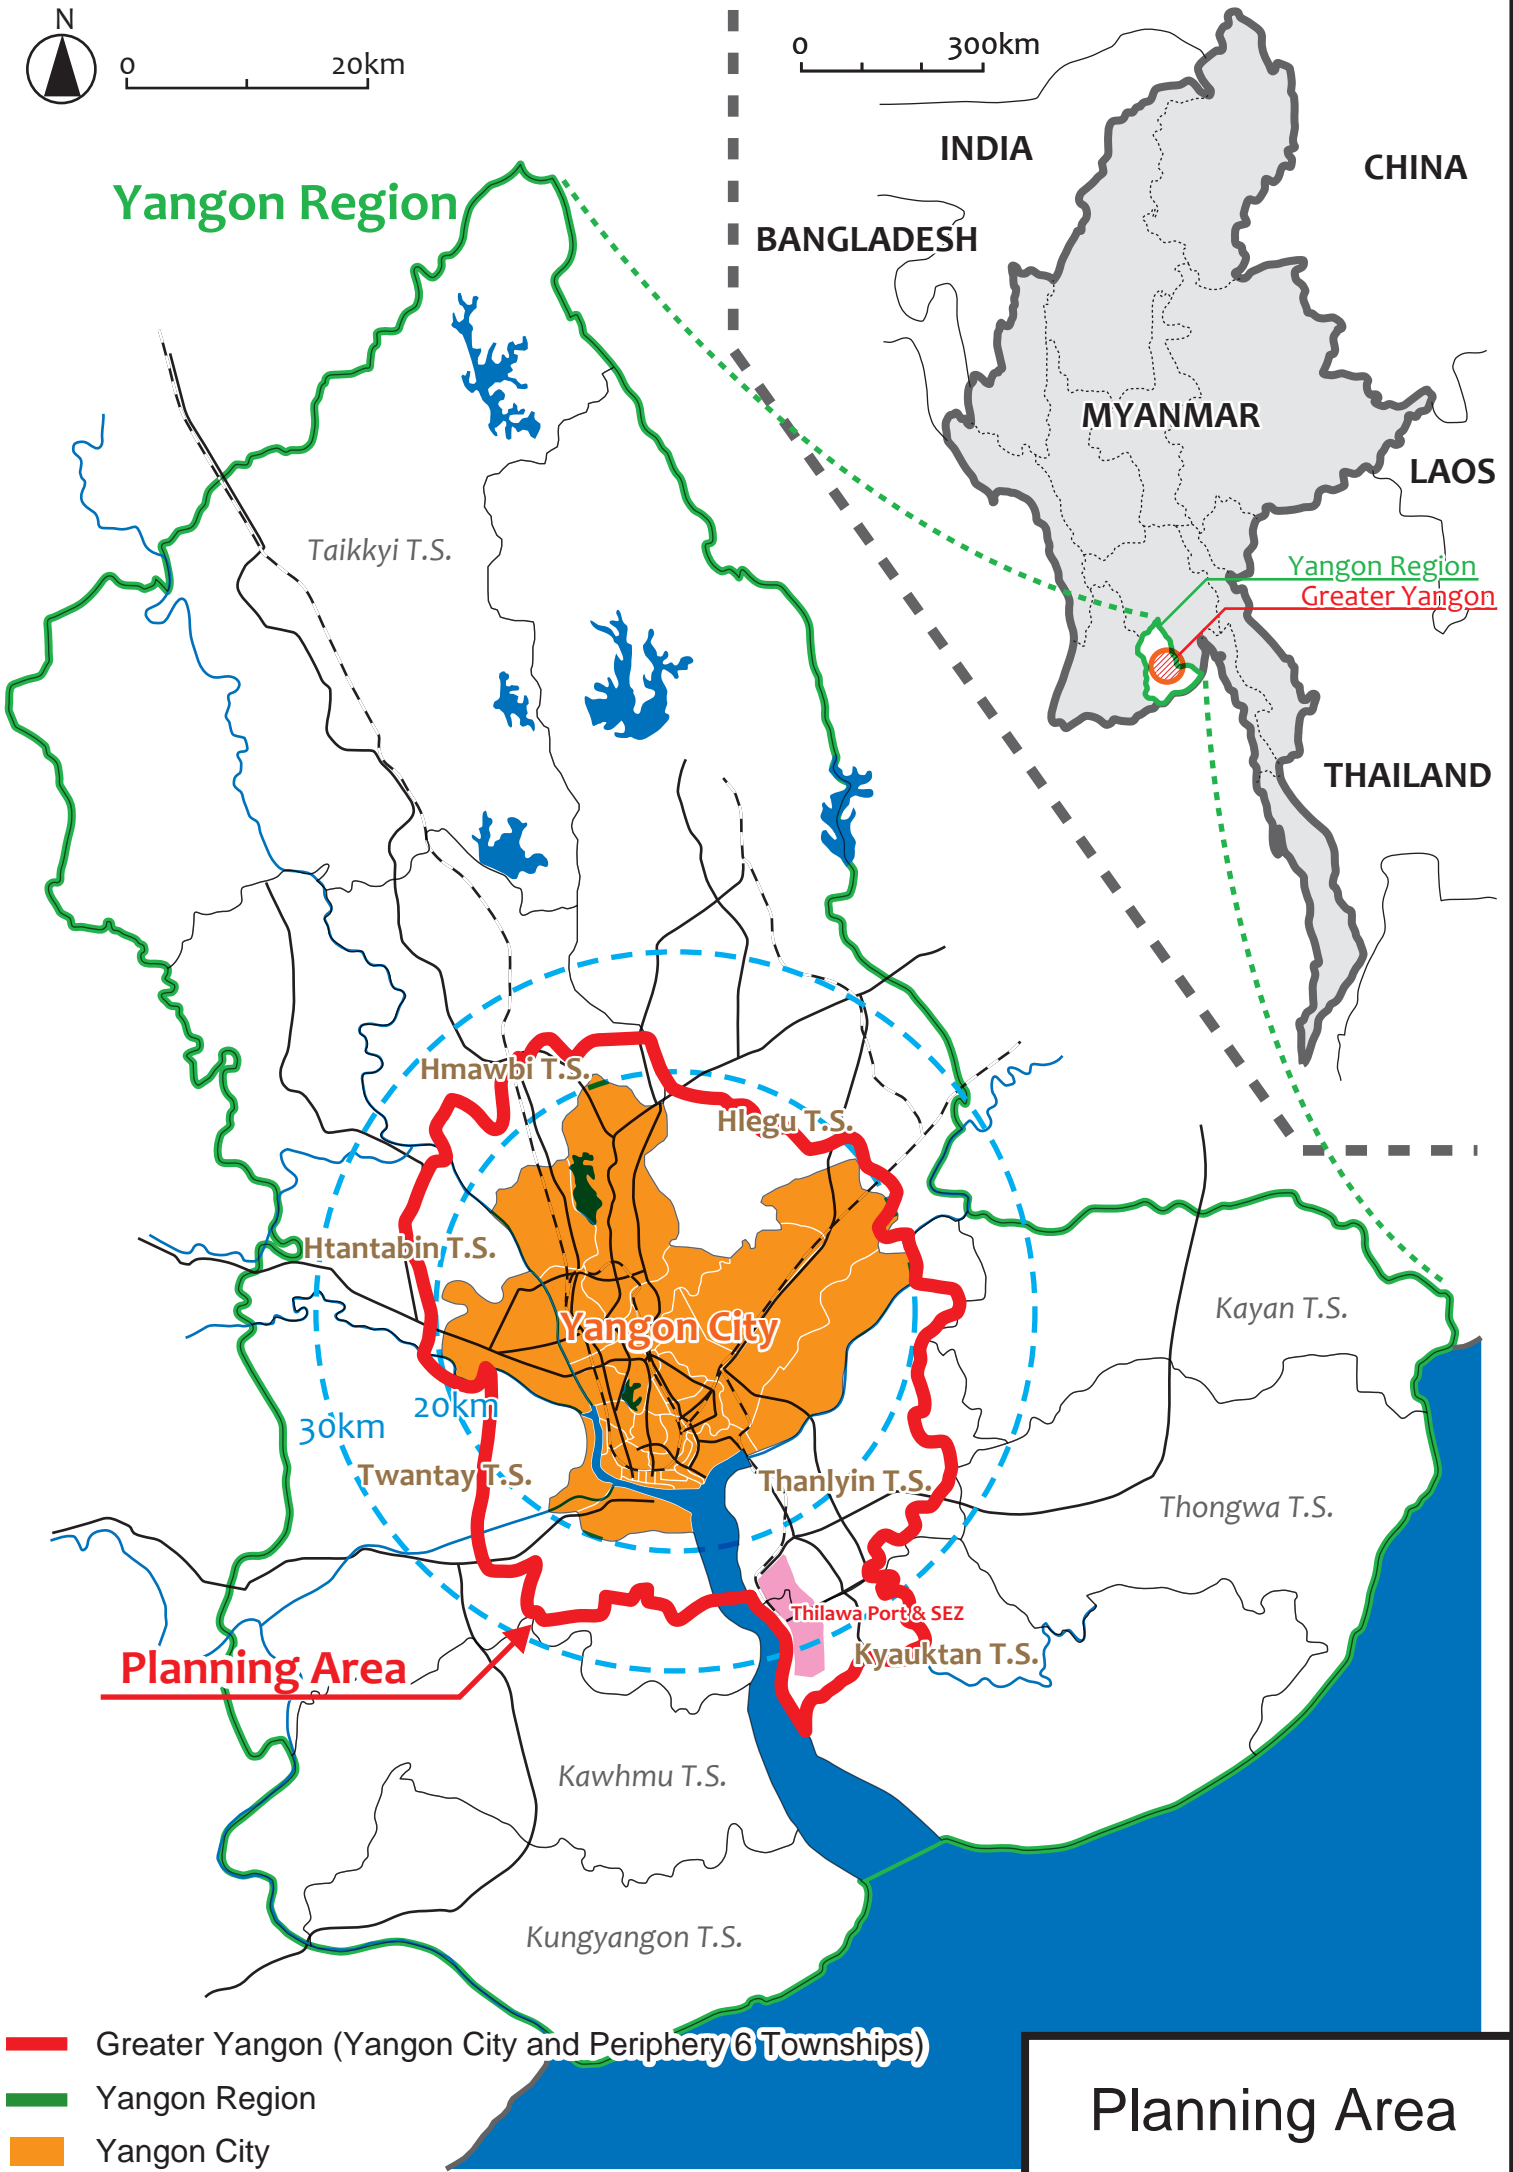 N
0
20km
0
300km
INDIA
CHINA
Yangon Region
BANGLADESH
MYANMAR
LAOS
Taikkyi T.S.
Yangon Region
Greater Yangon
THAILAND
Hmawbi T.S.
Hlegu T.S.
Htantabin T.S.
Kayan T.S.
Yangon City
20km
30km
Twantay T.S.
Thanlyin T.S.
Thongwa T.S.
Thilawa Port & SEZ
Kyauktan T.S.
Planning Area
Kawhmu T.S.
Kungyangon T.S.
Greater Yangon (Yangon City and Periphery 6 Townships)
Yangon Region
Yangon City
Planning Area